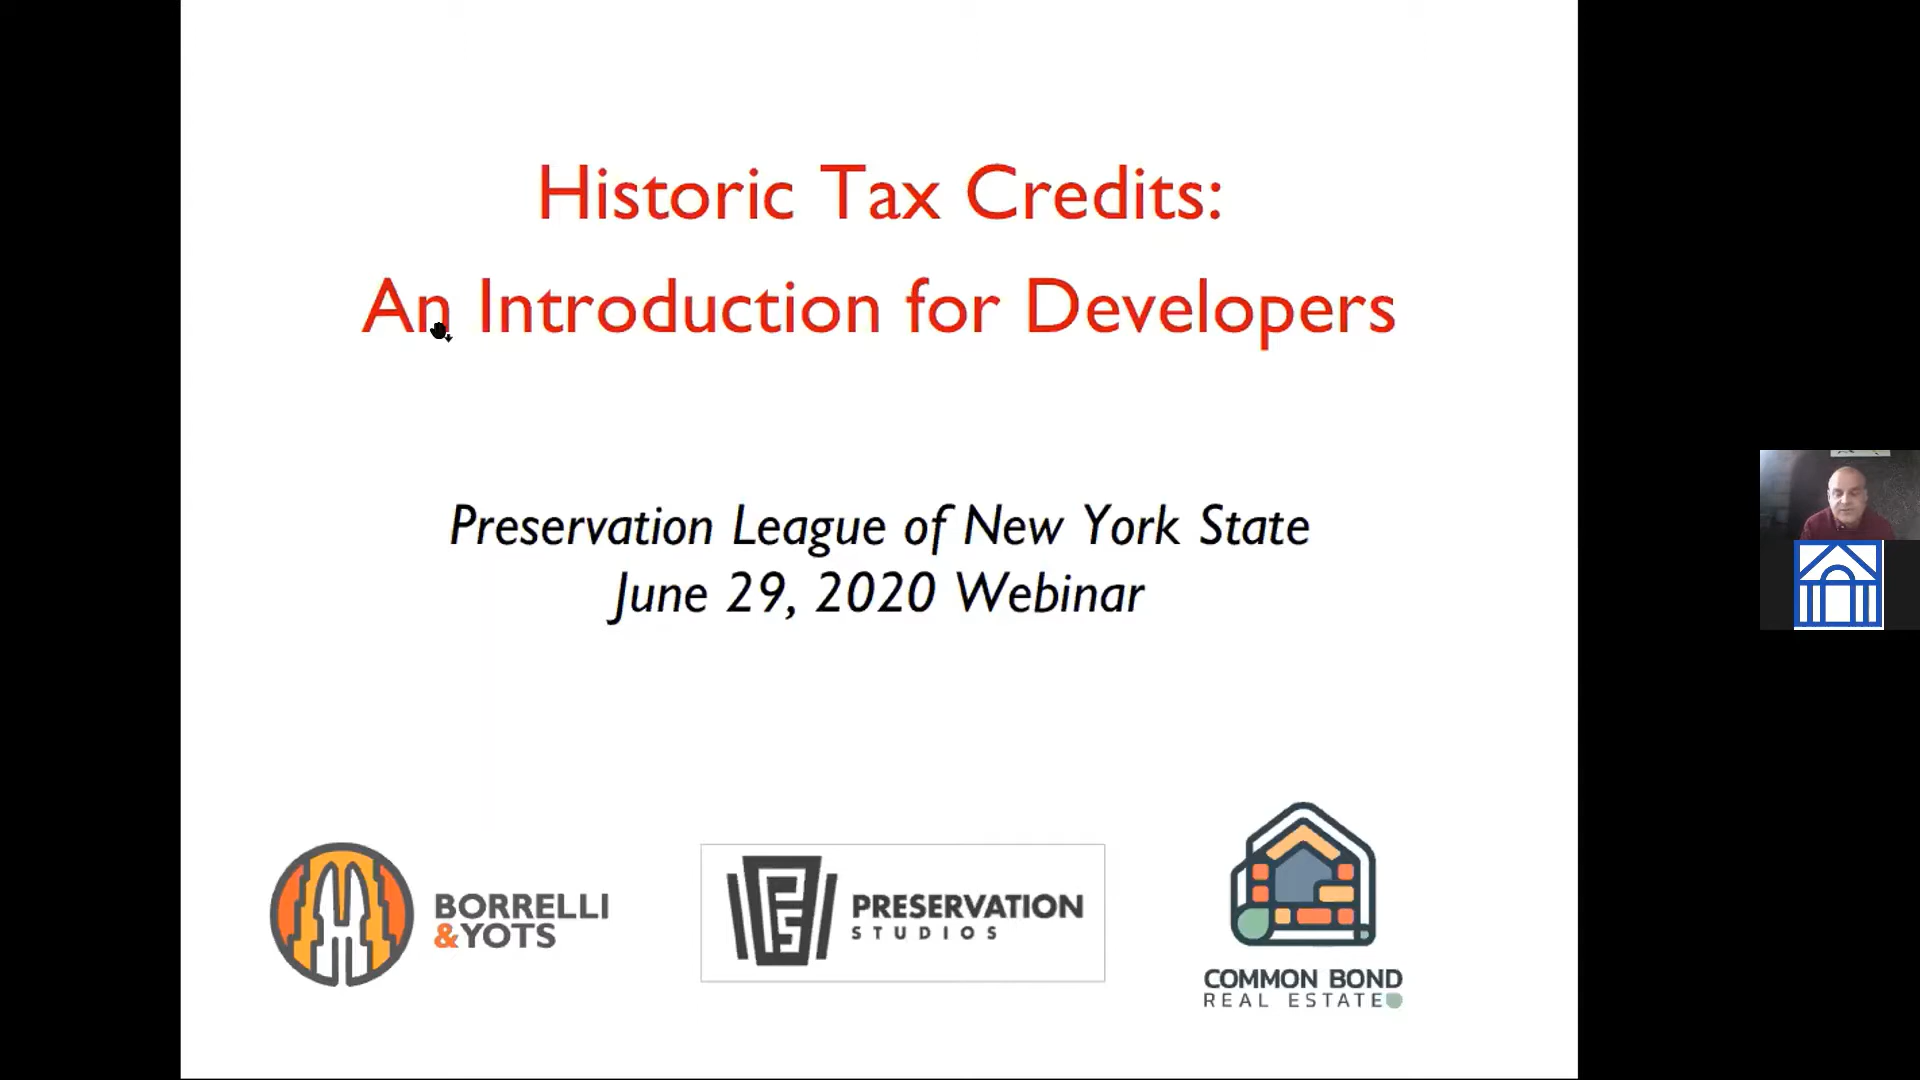 Historic Tax Credits:
An Introduction for Developers
Preservation League of New York State
June 29, 2020 Webinar
BORRELLI
&YOTS
PRESERVATION
STUDIOS
COMMON BOND
REAL ESTATE